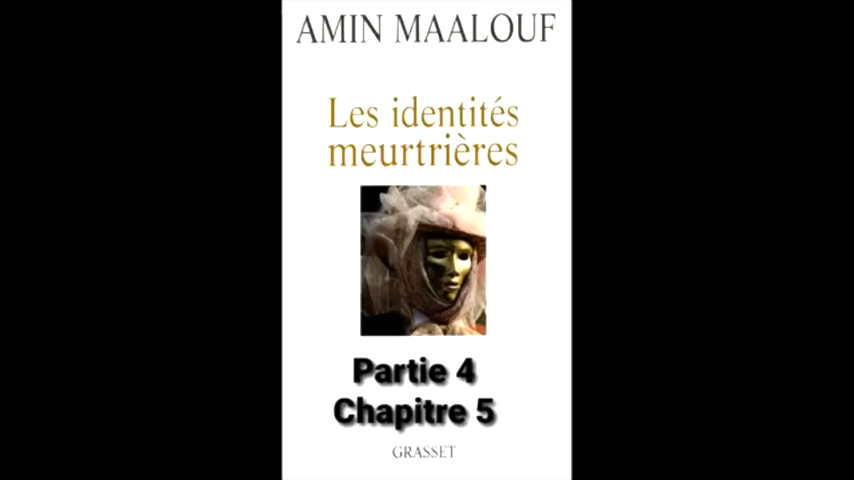 AMIN MAALOUF
Les identités
meurtrières
Partie 4
Chapitre 5
GRASSET